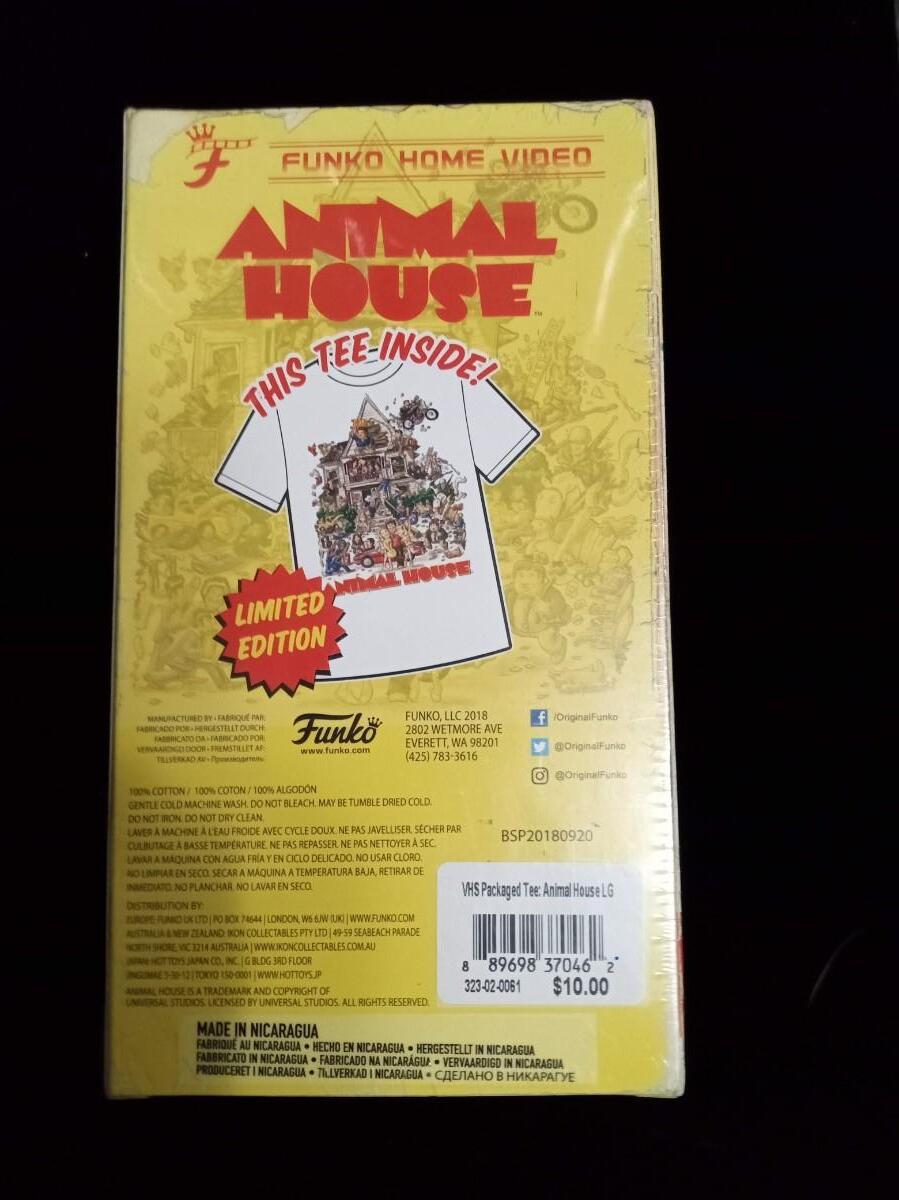 FUNKO HOME VIDEO
ANIMAL
HOUSE™
THIS TEE INSIDE!
ANIMAL HOUSE
LIMITED
EDITION
MANUFACTURED BY • FABRIQUÉ PAR:
FABRICADO POR • HERGESTELLT DURCH:
FABBRICATO DA • FABRICADO POR:
VERVAARDIGD DOOR • FREMSTILLET AF:
TILLVERKAD AV • Производитель:
Funko
www.funko.com
FUNKO, LLC 2018
2802 WETMORE AVE
EVERETT, WA 98201
(425) 783-3616
/OriginalFunko
@OriginalFunko
@OriginalFunko
100% COTTON / 100% COTON / 100% ALGODÓN
GENTLE COLD MACHINE WASH. DO NOT BLEACH. MAY BE TUMBLE DRIED COLD.
DO NOT IRON. DO NOT DRY CLEAN.
LAVER À MACHINE À L'EAU FROIDE AVEC CYCLE DOUX. NE PAS JAVELLISER. SÉCHER PAR
CULBUTAGE À BASSE TEMPÉRATURE. NE PAS REPASSER. NE PAS NETTOYER À SEC.
LAVAR A MÁQUINA CON AGUA FRÍA Y EN CICLO DELICADO. NO USAR CLORO.
NO LIMPIAR EN SECO. SECAR A MÁQUINA A TEMPERATURA BAJA, RETIRAR DE
INMEDIATO. NO PLANCHAR. NO LAVAR EN SECO.
BSP20180920
DISTRIBUTION BY:
EUROPE: FUNKO UK LTD | PO BOX 74644 | LONDON, W6 6JW (UK) | WWW.FUNKO.COM
AUSTRALIA & NEW ZEALAND: IKON COLLECTABLES PTY LTD | 49-59 SEABEACH PARADE
NORTH SHORE, VIC 3214 AUSTRALIA | WWW.IKONCOLLECTABLES.COM.AU
JAPAN: HOT TOYS JAPAN CO., INC. | G BLDG 3RD FLOOR
JINGUMAE 5-30-12 | TOKYO 150-0001 | WWW.HOTTOYS.JP
ANIMAL HOUSE IS A TRADEMARK AND COPYRIGHT OF
UNIVERSAL STUDIOS. LICENSED BY UNIVERSAL STUDIOS. ALL RIGHTS RESERVED.
VHS Packaged Tee: Animal House LG
8 89698 37046 2
323-02-0061 $10.00
MADE IN NICARAGUA
FABRIQUÉ AU NICARAGUA • HECHO EN NICARAGUA • HERGESTELLT IN NICARAGUA
FABBRICATO IN NICARAGUA • FABRICADO NA NICARÁGUA • VERVAARDIGD IN NICARAGUA
PRODUCERET I NICARAGUA • TILLVERKAD I NICARAGUA • СДЕЛАНО В НИКАРАГУЕ